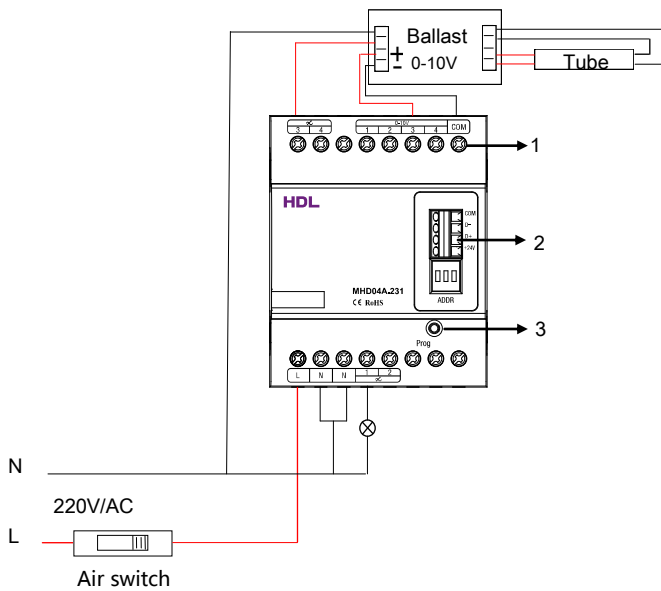 Ballast
+
-
0-10V
Tube
0-10V
3 4 1 2 3 4 COM
1
HDL
COM
D-
D+
+24V
2
MHD04A.231
CE RoHS
ADDR
3
Prog
L N N 1 2
N
220V/AC
L
Air switch